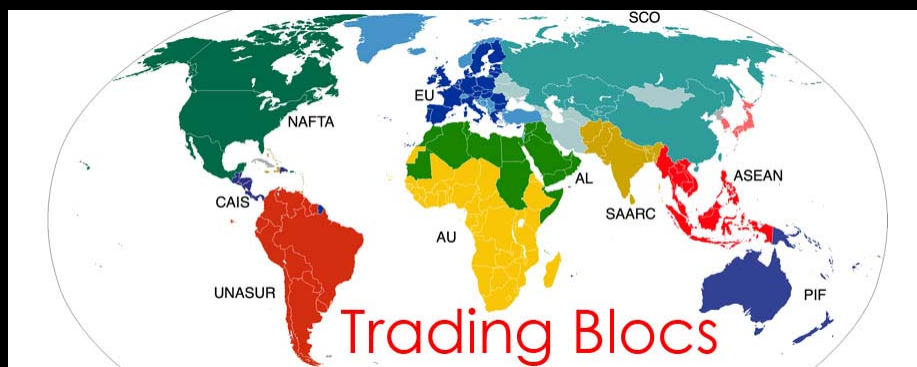 SCO
EU
NAFTA
AL
ASEAN
CAIS
SAARC
AU
UNASUR
PIF
Trading Blocs